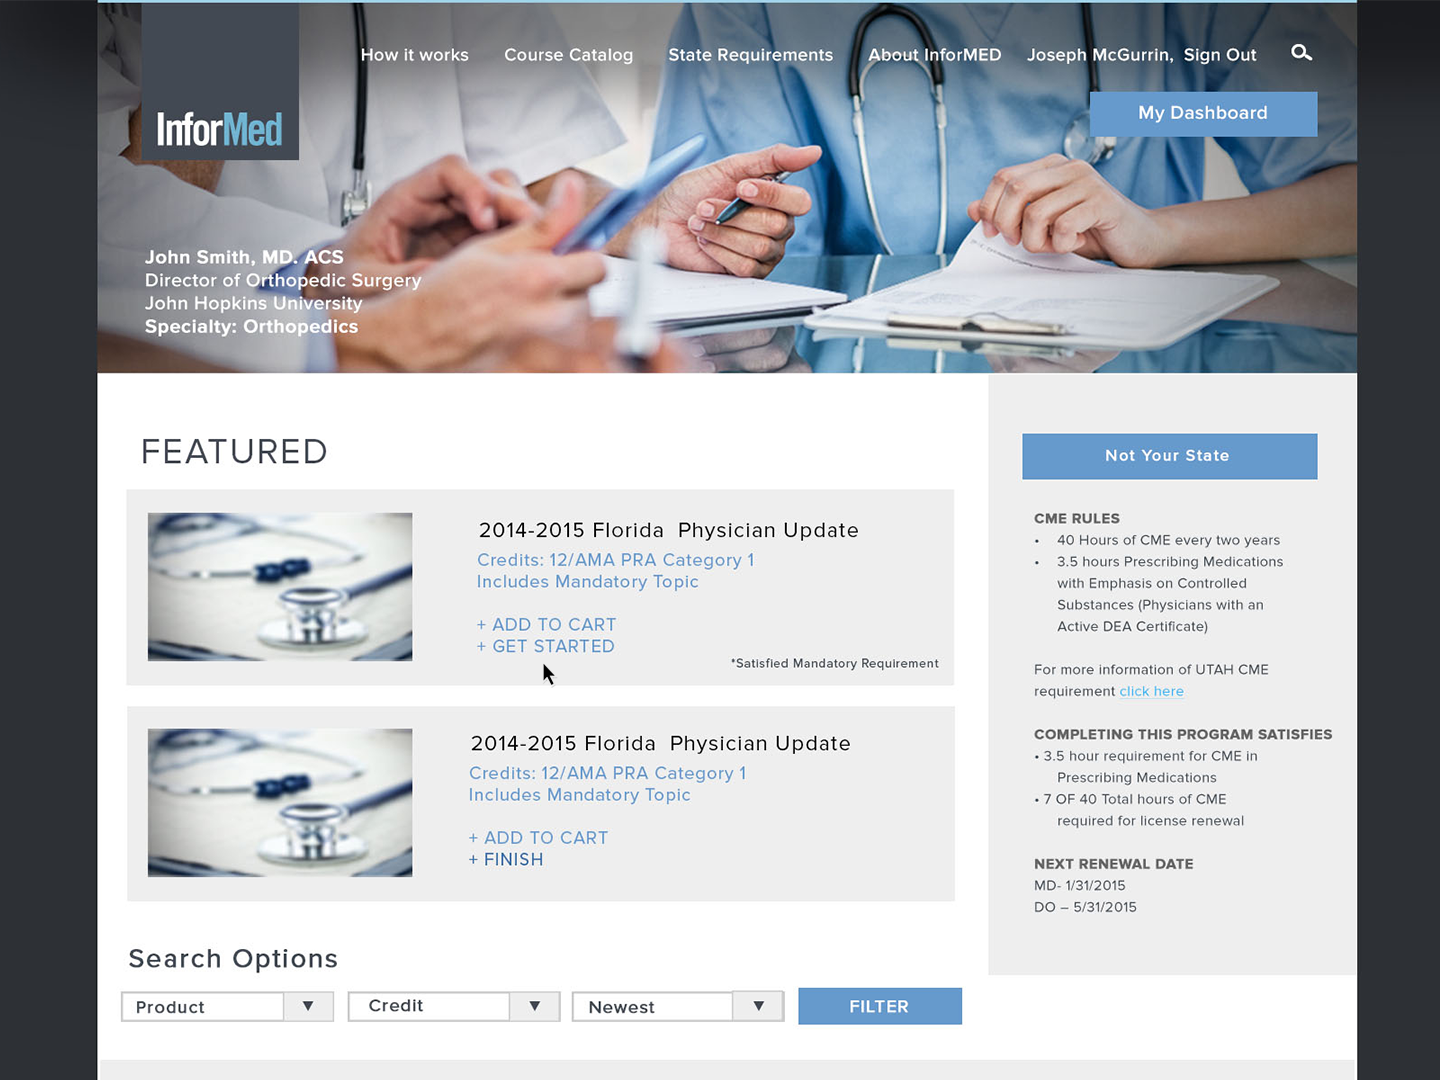 How it works
Course Catalog
State Requirements
About InforMED
Joseph McGurrin, Sign Out
My Dashboard
InforMed
John Smith, MD. ACS
Director of Orthopedic Surgery
John Hopkins University
Specialty: Orthopedics
FEATURED
2014-2015 Florida Physician Update
Credits: 12/AMA PRA Category 1
Includes Mandatory Topic
+ ADD TO CART
+ GET STARTED
*Satisfied Mandatory Requirement
2014-2015 Florida Physician Update
Credits: 12/AMA PRA Category 1
Includes Mandatory Topic
+ ADD TO CART
+ FINISH
Search Options
Product ▼
Credit ▼
Newest ▼
FILTER
Not Your State
CME RULES
• 40 Hours of CME every two years
• 3.5 hours Prescribing Medications
with Emphasis on Controlled
Substances (Physicians with an
Active DEA Certificate)
For more information of UTAH CME
requirement click here
COMPLETING THIS PROGRAM SATISFIES
• 3.5 hour requirement for CME in
Prescribing Medications
• 7 OF 40 Total hours of CME
required for license renewal
NEXT RENEWAL DATE
MD- 1/31/2015
DO – 5/31/2015